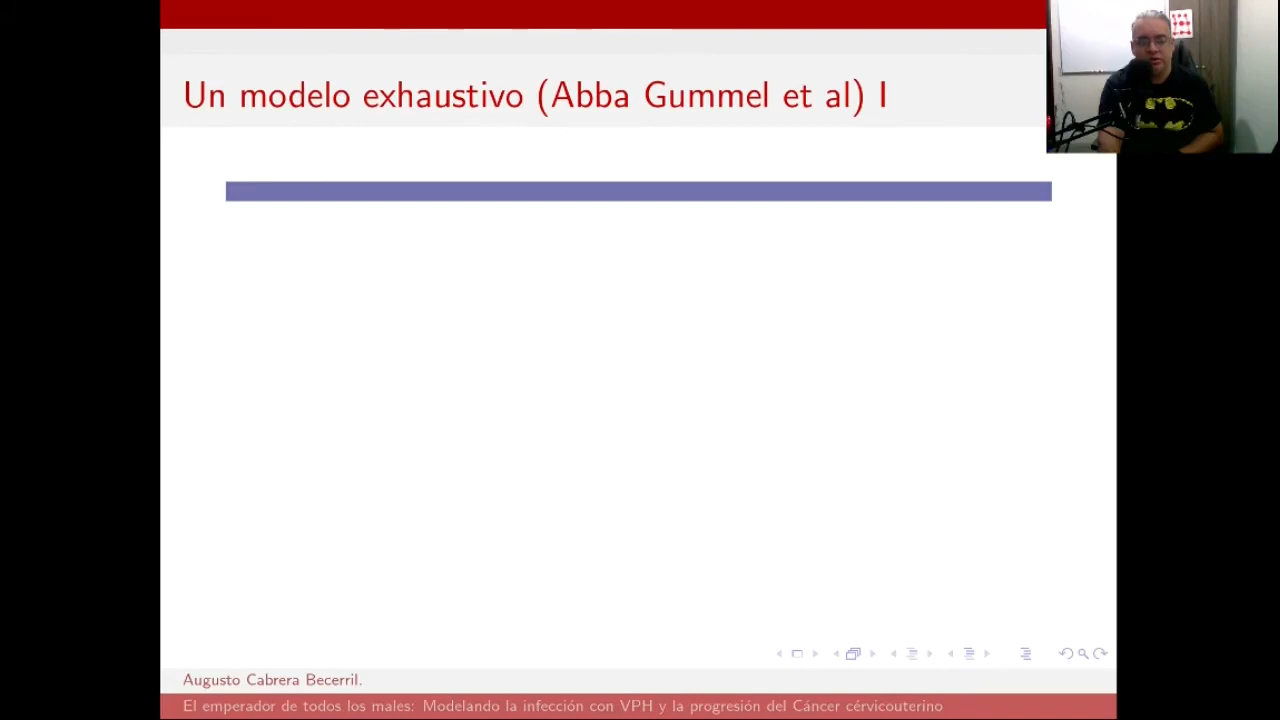 Un modelo exhaustivo (Abba Gummel et al) I
Augusto Cabrera Becerril.
El emperador de todos los males: Modelando la infección con VPH y la progresión del Cáncer cérvicouterino